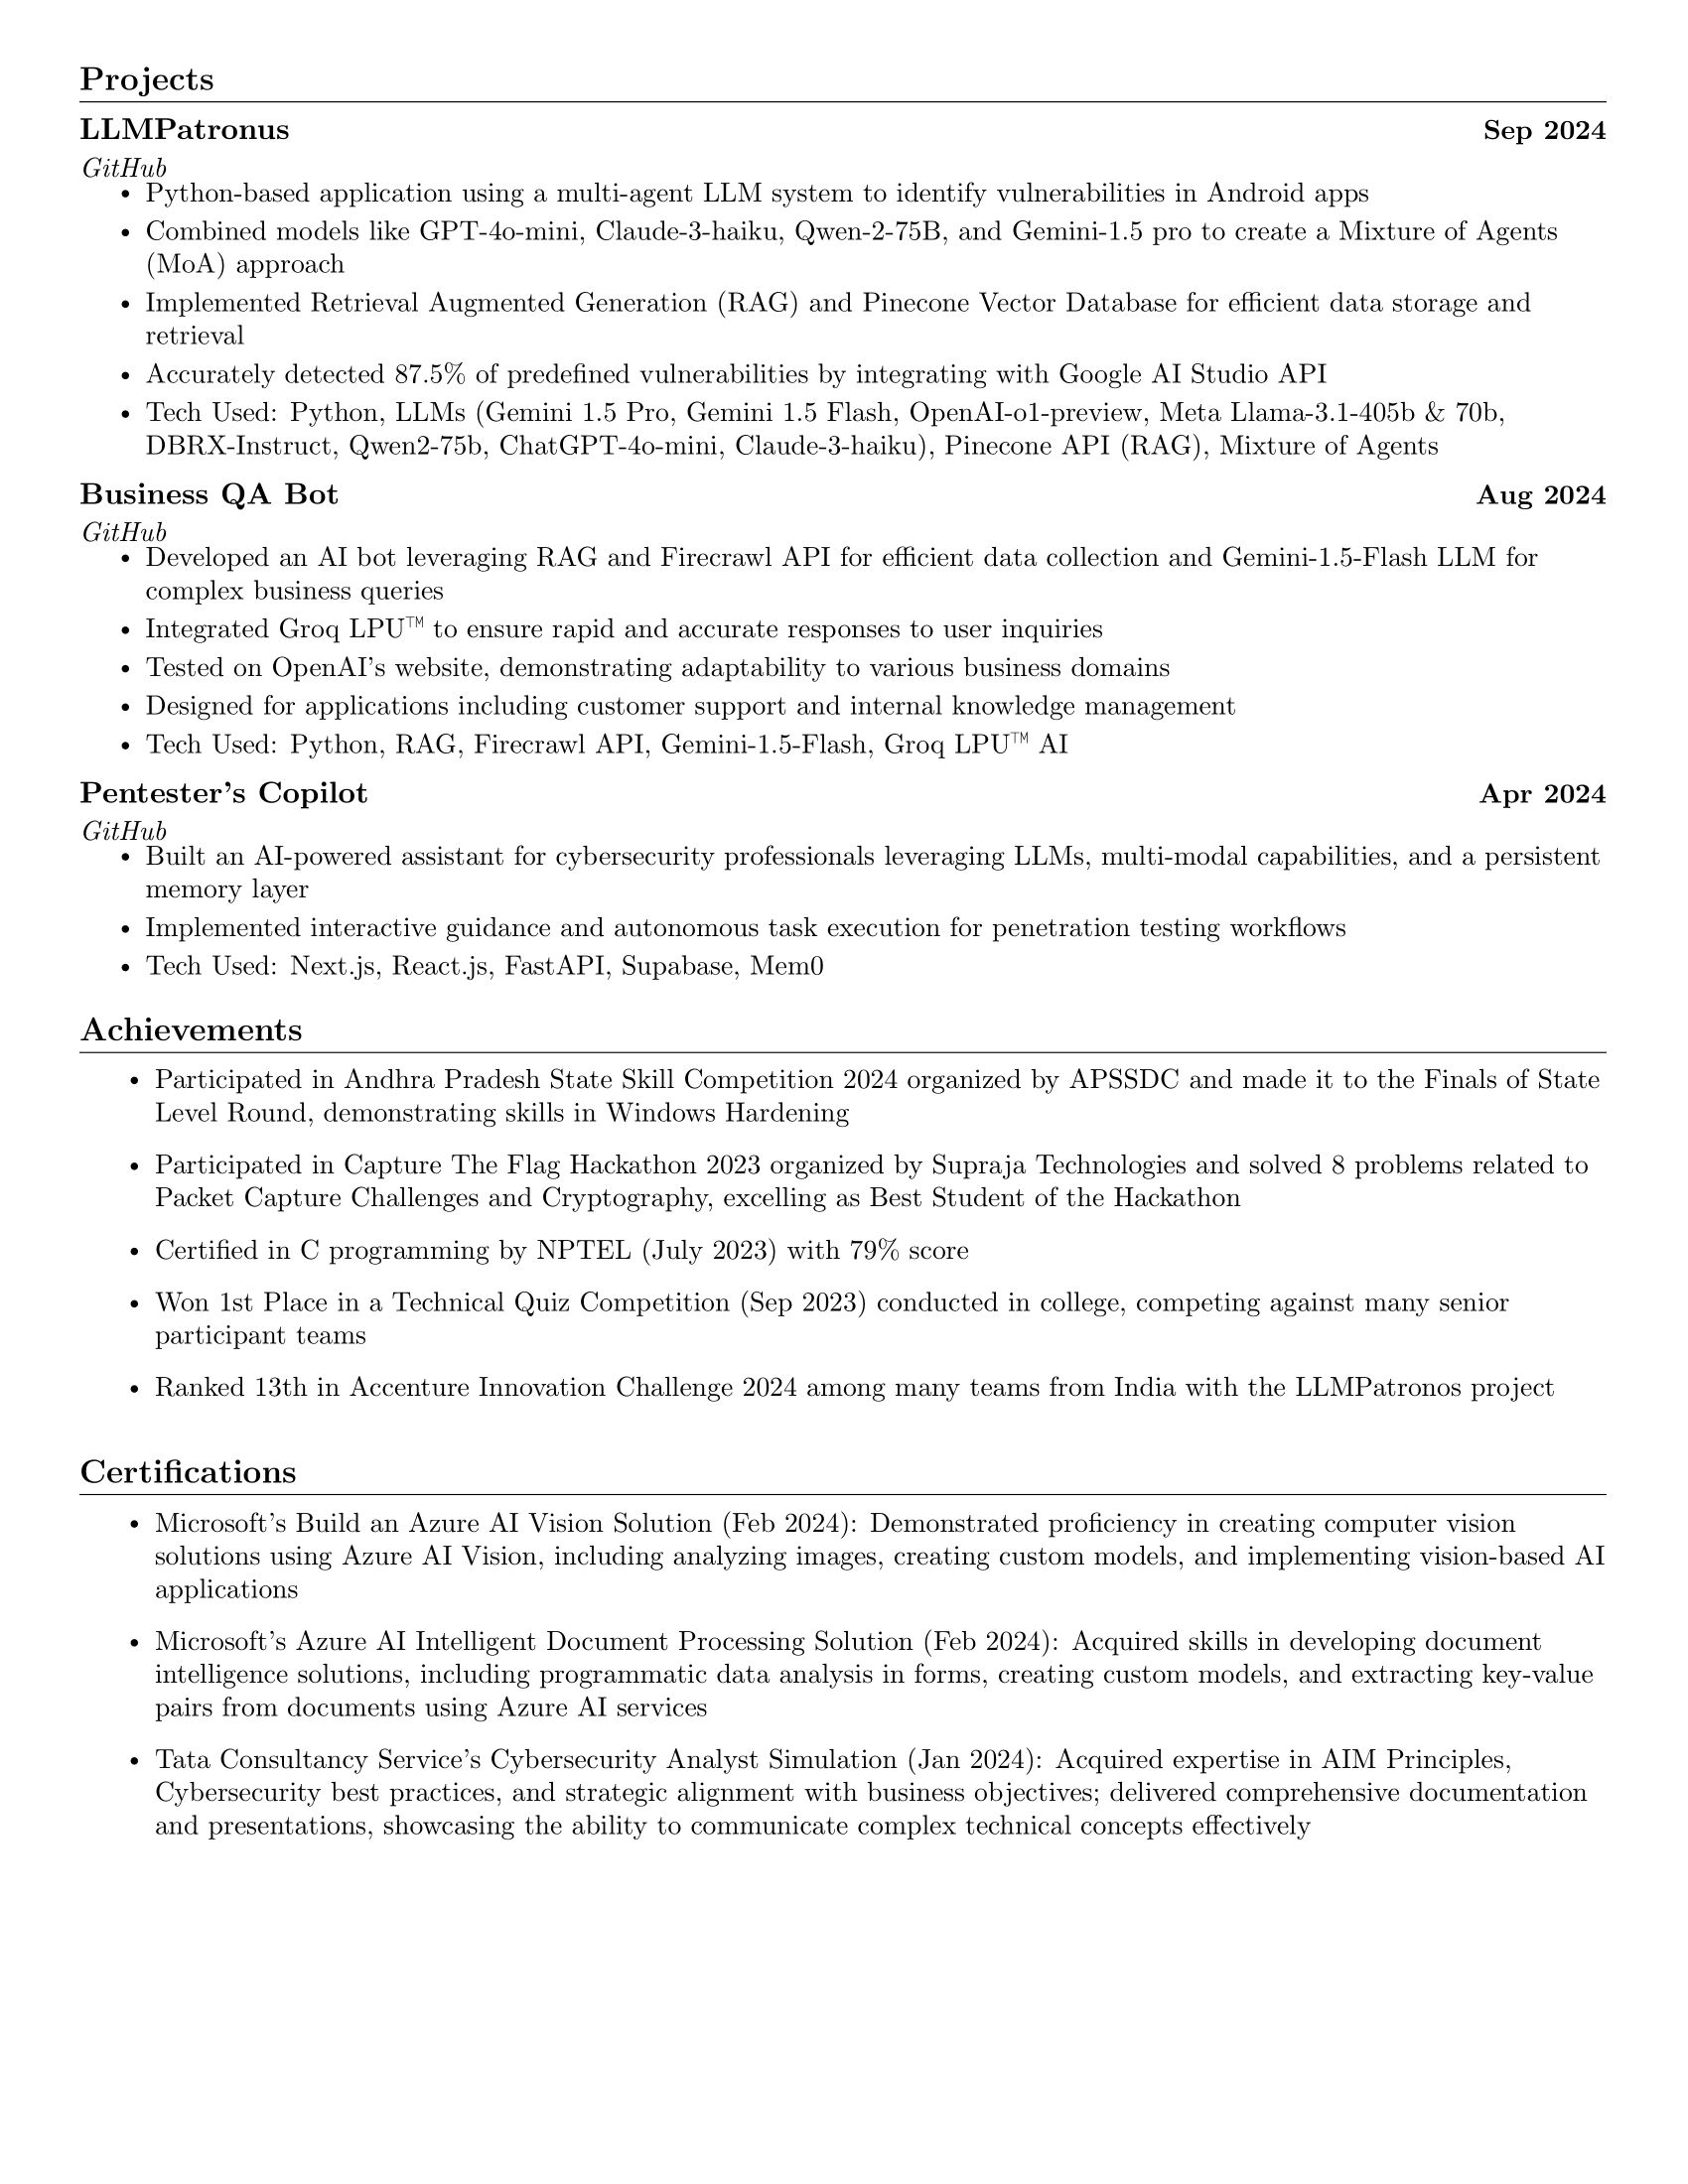 Projects
LLMPatronus Sep 2024
GitHub
• Python-based application using a multi-agent LLM system to identify vulnerabilities in Android apps
• Combined models like GPT-4o-mini, Claude-3-haiku, Qwen-2-75B, and Gemini-1.5 pro to create a Mixture of Agents
(MoA) approach
• Implemented Retrieval Augmented Generation (RAG) and Pinecone Vector Database for efficient data storage and
retrieval
• Accurately detected 87.5% of predefined vulnerabilities by integrating with Google AI Studio API
• Tech Used: Python, LLMs (Gemini 1.5 Pro, Gemini 1.5 Flash, OpenAI-o1-preview, Meta Llama-3.1-405b & 70b,
DBRX-Instruct, Qwen2-75b, ChatGPT-4o-mini, Claude-3-haiku), Pinecone API (RAG), Mixture of Agents
Business QA Bot Aug 2024
GitHub
• Developed an AI bot leveraging RAG and Firecrawl API for efficient data collection and Gemini-1.5-Flash LLM for
complex business queries
• Integrated Groq LPU™ to ensure rapid and accurate responses to user inquiries
• Tested on OpenAI's website, demonstrating adaptability to various business domains
• Designed for applications including customer support and internal knowledge management
• Tech Used: Python, RAG, Firecrawl API, Gemini-1.5-Flash, Groq LPU™ AI
Pentester's Copilot Apr 2024
GitHub
• Built an AI-powered assistant for cybersecurity professionals leveraging LLMs, multi-modal capabilities, and a persistent
memory layer
• Implemented interactive guidance and autonomous task execution for penetration testing workflows
• Tech Used: Next.js, React.js, FastAPI, Supabase, Mem0
Achievements
• Participated in Andhra Pradesh State Skill Competition 2024 organized by APSSDC and made it to the Finals of State
Level Round, demonstrating skills in Windows Hardening
• Participated in Capture The Flag Hackathon 2023 organized by Supraja Technologies and solved 8 problems related to
Packet Capture Challenges and Cryptography, excelling as Best Student of the Hackathon
• Certified in C programming by NPTEL (July 2023) with 79% score
• Won 1st Place in a Technical Quiz Competition (Sep 2023) conducted in college, competing against many senior
participant teams
• Ranked 13th in Accenture Innovation Challenge 2024 among many teams from India with the LLMPatronos project
Certifications
• Microsoft's Build an Azure AI Vision Solution (Feb 2024): Demonstrated proficiency in creating computer vision
solutions using Azure AI Vision, including analyzing images, creating custom models, and implementing vision-based AI
applications
• Microsoft's Azure AI Intelligent Document Processing Solution (Feb 2024): Acquired skills in developing document
intelligence solutions, including programmatic data analysis in forms, creating custom models, and extracting key-value
pairs from documents using Azure AI services
• Tata Consultancy Service's Cybersecurity Analyst Simulation (Jan 2024): Acquired expertise in AIM Principles,
Cybersecurity best practices, and strategic alignment with business objectives; delivered comprehensive documentation
and presentations, showcasing the ability to communicate complex technical concepts effectively